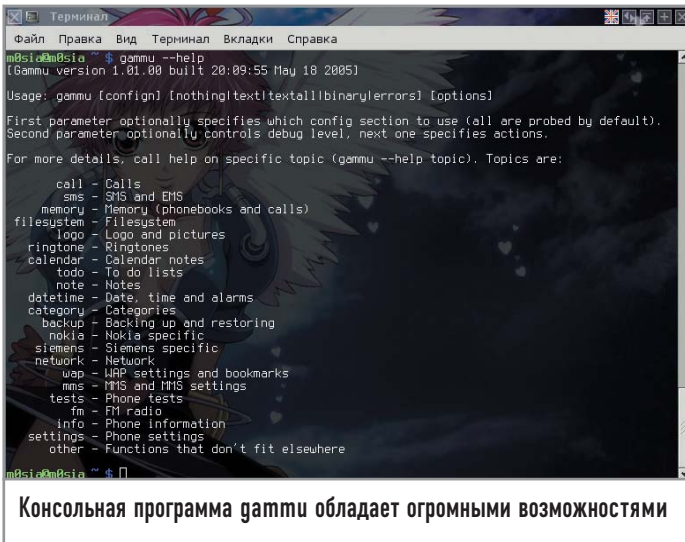 Терминал
Файл Правка Вид Терминал Вкладки Справка
m0sia@m0sia ~ $ gammu --help
[Gammu version 1.01.00 built 20:09:55 May 18 2005]
Usage: gammu [confign] [nothing|text|textall|binary|errors] [options]
First parameter optionally specifies which config section to use (all are probed by default).
Second parameter optionally controls debug level, next one specifies actions.
For more details, call help on specific topic (gammu --help topic). Topics are:
call - Calls
sms - SMS and EMS
memory - Memory (phonebooks and calls)
filesystem - Filesystem
logo - Logo and pictures
ringtone - Ringtones
calendar - Calendar notes
todo - To do lists
note - Notes
datetime - Date, time and alarms
category - Categories
backup - Backing up and restoring
nokia - Nokia specific
siemens - Siemens specific
network - Network
wap - WAP settings and bookmarks
mms - MMS and MMS settings
tests - Phone tests
fm - FM radio
info - Phone information
settings - Phone settings
other - Functions that don't fit elsewhere
m0sia@m0sia ~ $
Консольная программа gammu обладает огромными возможностями